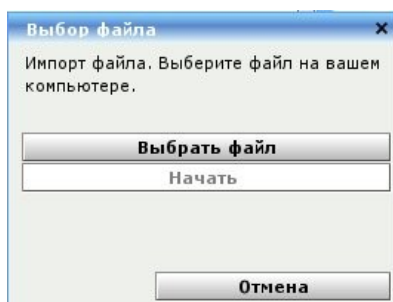 Выбор файла
Импорт файла. Выберите файл на вашем
компьютере.
Выбрать файл
Начать
Отмена